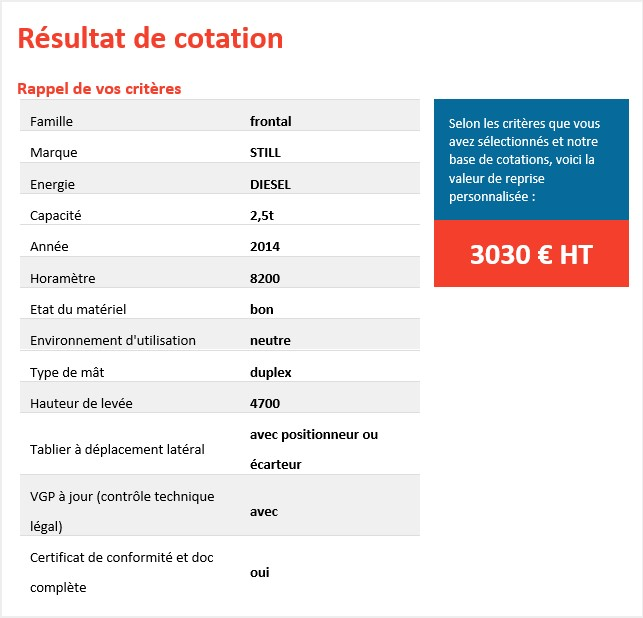 Résultat de cotation
Rappel de vos critères
Famille frontal
Marque STILL
Energie DIESEL
Capacité 2,5t
Année 2014
Horamètre 8200
Etat du matériel bon
Environnement d'utilisation neutre
Type de mât duplex
Hauteur de levée 4700
Tablier à déplacement latéral avec positionneur ou
écarteur
VGP à jour (contrôle technique
légal) avec
Certificat de conformité et doc
complète oui
Selon les critères que vous
avez sélectionnés et notre
base de cotations, voici la
valeur de reprise
personnalisée :
3030 € HT